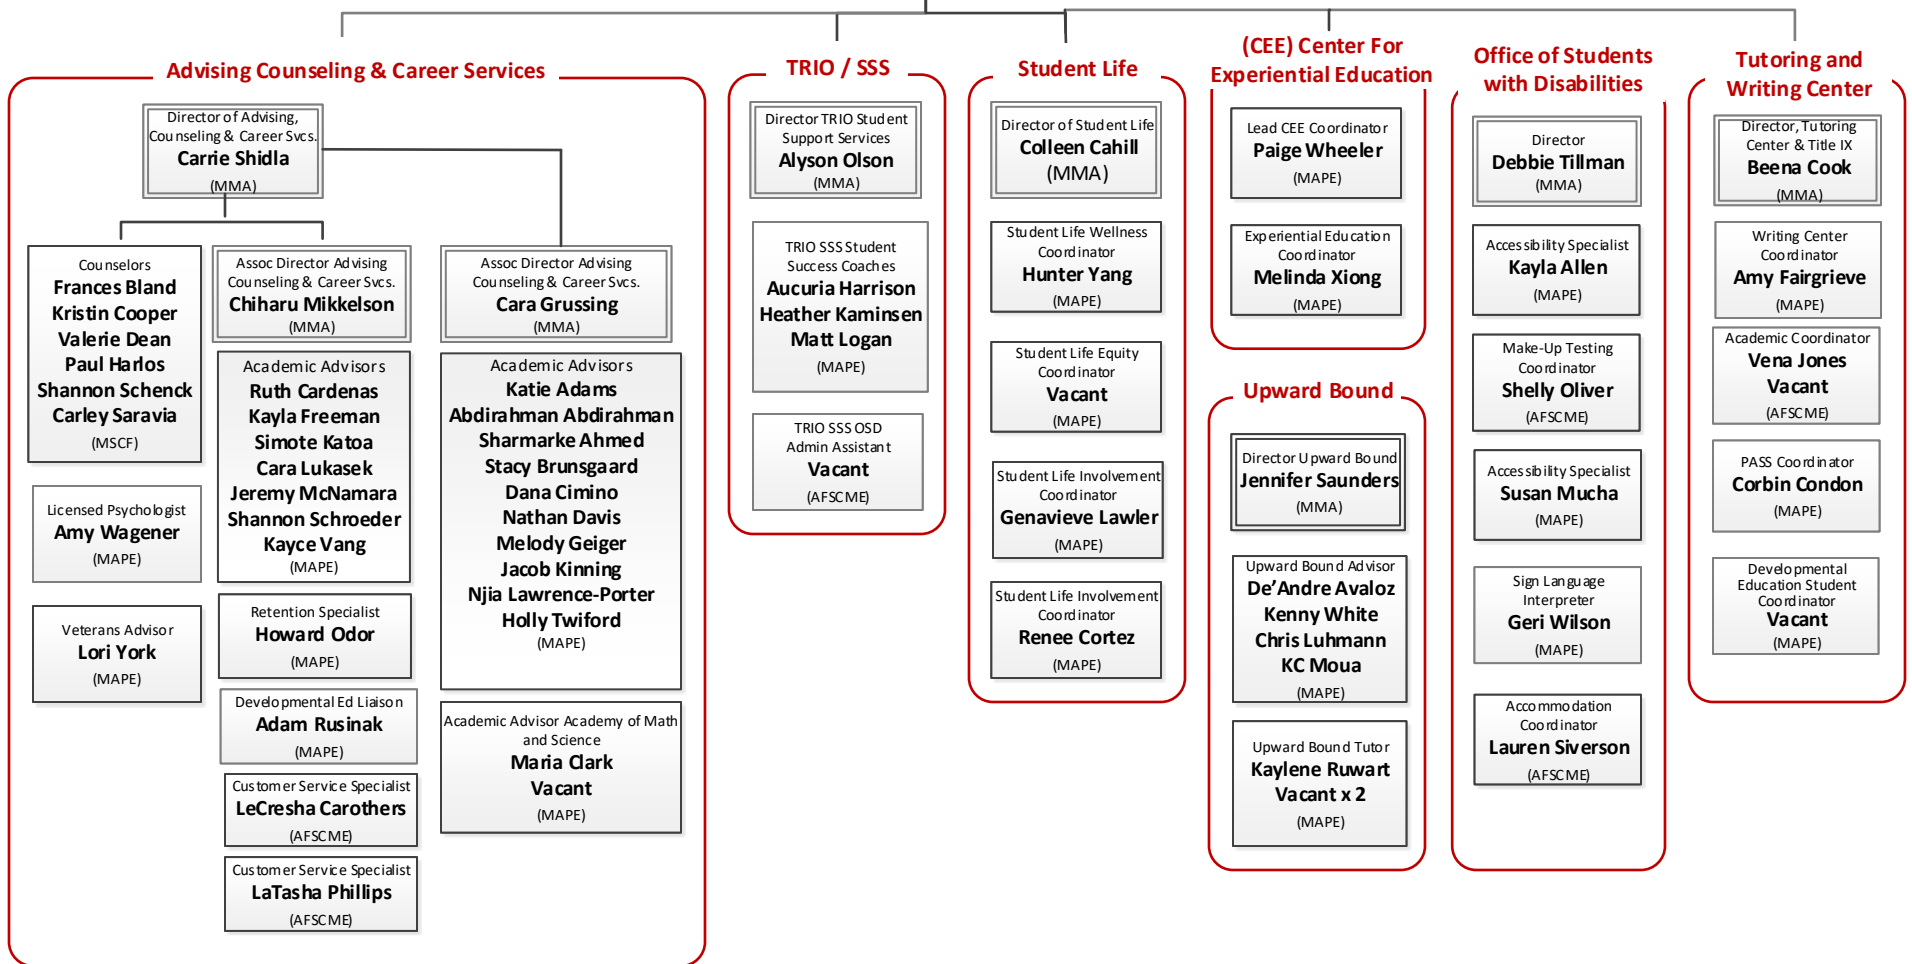 Advising Counseling & Career Services
Director of Advising,
Counseling & Career Svcs.
Carrie Shidla
(MMA)
Counselors
Frances Bland
Kristin Cooper
Valerie Dean
Paul Harlos
Shannon Schenck
Carley Saravia
(MSCF)
Licensed Psychologist
Amy Wagener
(MAPE)
Veterans Advisor
Lori York
(MAPE)
Assoc Director Advising
Counseling & Career Svcs.
Chiharu Mikkelson
(MMA)
Academic Advisors
Ruth Cardenas
Kayla Freeman
Simote Katoa
Cara Lukasek
Jeremy McNamara
Shannon Schroeder
Kayce Vang
(MAPE)
Retention Specialist
Howard Odor
(MAPE)
Developmental Ed Liaison
Adam Rusinak
(MAPE)
Customer Service Specialist
LeCresha Carothers
(AFSCME)
Customer Service Specialist
LaTasha Phillips
(AFSCME)
Assoc Director Advising
Counseling & Career Svcs.
Cara Grussing
(MMA)
Academic Advisors
Katie Adams
Abdirahman Abdirahman
Sharmarke Ahmed
Stacy Brunsgaard
Dana Cimino
Nathan Davis
Melody Geiger
Jacob Kinning
Njia Lawrence-Porter
Holly Twiford
(MAPE)
Academic Advisor Academy of Math
and Science
Maria Clark
Vacant
(MAPE)
TRIO / SSS
Director TRIO Student
Support Services
Alyson Olson
(MMA)
TRIO SSS Student
Success Coaches
Aucuria Harrison
Heather Kaminsen
Matt Logan
(MAPE)
TRIO SSS OSD
Admin Assistant
Vacant
(AFSCME)
Student Life
Director of Student Life
Colleen Cahill
(MMA)
Student Life Wellness
Coordinator
Hunter Yang
(MAPE)
Student Life Equity
Coordinator
Vacant
(MAPE)
Student Life Involvement
Coordinator
Genavieve Lawler
(MAPE)
Student Life Involvement
Coordinator
Renee Cortez
(MAPE)
(CEE) Center For
Experiential Education
Lead CEE Coordinator
Paige Wheeler
(MAPE)
Experiential Education
Coordinator
Melinda Xiong
(MAPE)
Upward Bound
Director Upward Bound
Jennifer Saunders
(MMA)
Upward Bound Advisor
De’Andre Avaloz
Kenny White
Chris Luhmann
KC Moua
(MAPE)
Upward Bound Tutor
Kaylene Ruwart
Vacant x 2
(MAPE)
Office of Students
with Disabilities
Director
Debbie Tillman
(MMA)
Accessibility Specialist
Kayla Allen
(MAPE)
Make-Up Testing
Coordinator
Shelly Oliver
(AFSCME)
Accessibility Specialist
Susan Mucha
(MAPE)
Sign Language
Interpreter
Geri Wilson
(MAPE)
Accommodation
Coordinator
Lauren Siverson
(AFSCME)
Tutoring and
Writing Center
Director, Tutoring
Center & Title IX
Beena Cook
(MMA)
Writing Center
Coordinator
Amy Fairgrieve
(MAPE)
Academic Coordinator
Vena Jones
Vacant
(AFSCME)
PASS Coordinator
Corbin Condon
(MAPE)
Developmental
Education Student
Coordinator
Vacant
(MAPE)